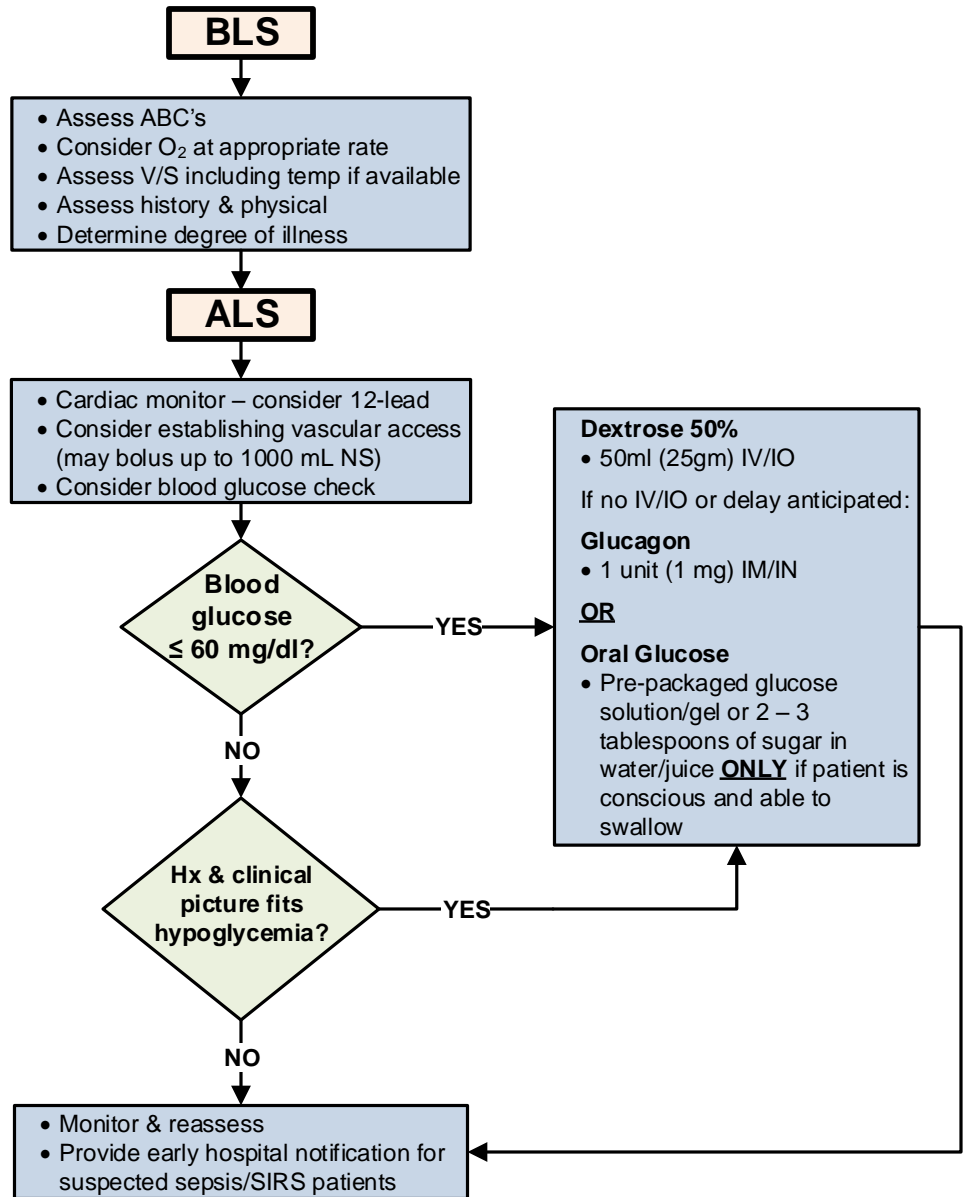 BLS
• Assess ABC’s
• Consider O₂ at appropriate rate
• Assess V/S including temp if available
• Assess history & physical
• Determine degree of illness
ALS
• Cardiac monitor – consider 12-lead
• Consider establishing vascular access
(may bolus up to 1000 mL NS)
• Consider blood glucose check
Blood
glucose
≤ 60 mg/dl?
YES
Dextrose 50%
• 50ml (25gm) IV/IO
If no IV/IO or delay anticipated:
Glucagon
• 1 unit (1 mg) IM/IN
OR
Oral Glucose
• Pre-packaged glucose
solution/gel or 2 – 3
tablespoons of sugar in
water/juice ONLY if patient is
conscious and able to
swallow
NO
Hx & clinical
picture fits
hypoglycemia?
YES
NO
• Monitor & reassess
• Provide early hospital notification for
suspected sepsis/SIRS patients